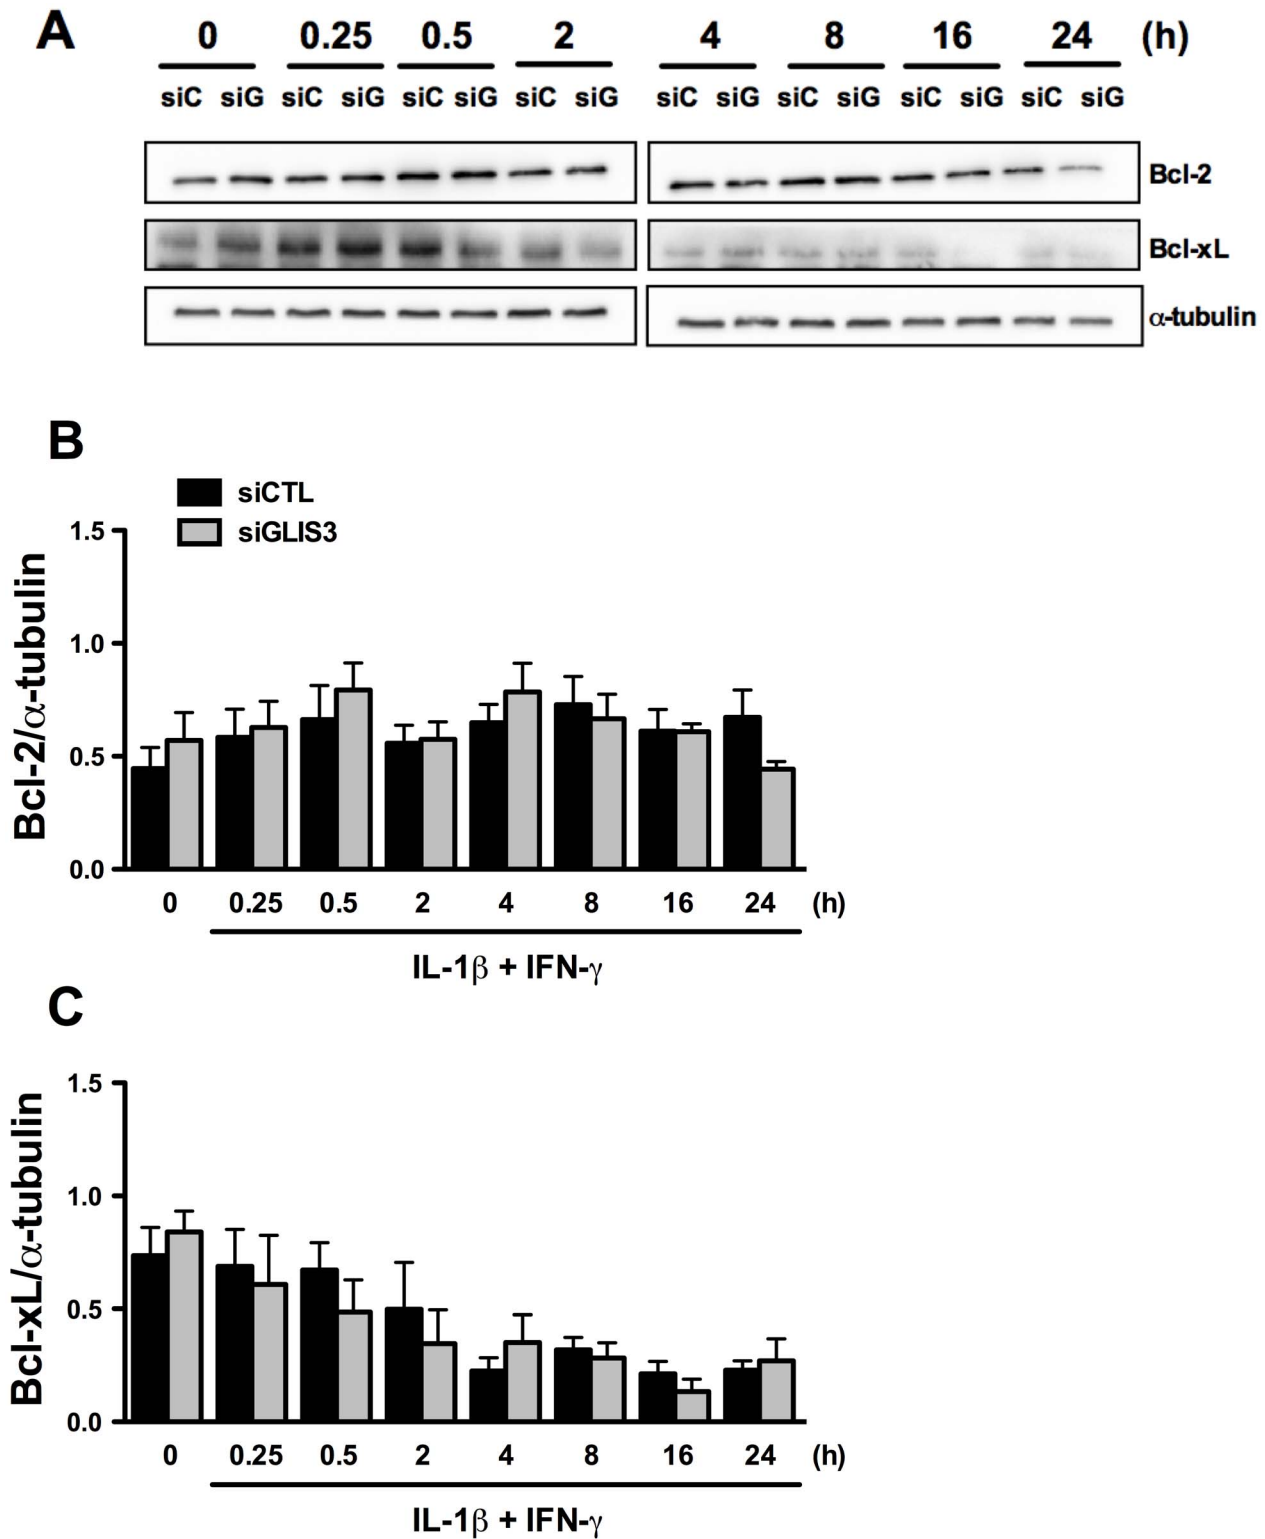 A 0 0.25 0.5 2 4 8 16 24 (h)
siC siG siC siG siC siG siC siG siC siG siC siG siC siG siC siG
Bcl-2
Bcl-xL
α-tubulin
B
siCTL
siGLIS3
Bcl-2/α-tubulin
1.5
1.0
0.5
0.0
0 0.25 0.5 2 4 8 16 24 (h)
IL-1β + IFN-γ
C
Bcl-xL/α-tubulin
1.5
1.0
0.5
0.0
0 0.25 0.5 2 4 8 16 24 (h)
IL-1β + IFN-γ